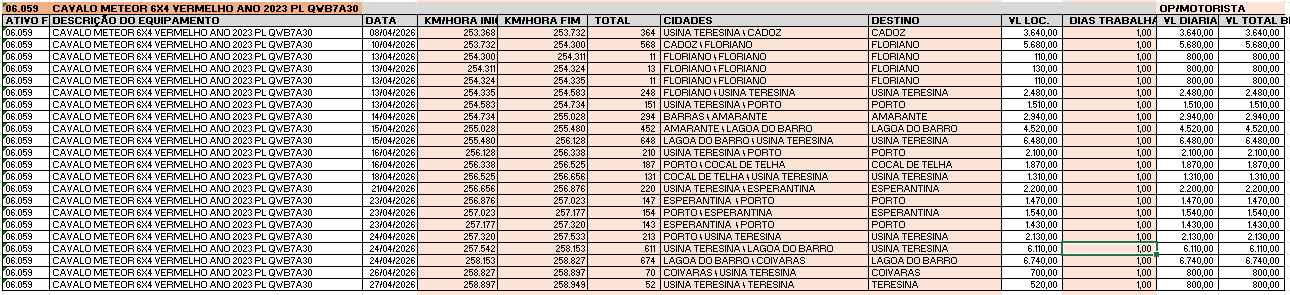 06.059 CAVALO METEOR 6X4 VERMELHO ANO 2023 PL QWB7A30 OP/MOTORISTA
ATIVO F DESCRIÇÃO DO EQUIPAMENTO DATA KM/HORA INI KM/HORA FIM TOTAL CIDADES DESTINO VL LOC. DIAS TRABALHA VL DIARIA VL TOTAL B
06.059 CAVALO METEOR 6X4 VERMELHO ANO 2023 PL QWB7A30 08/04/2026 253.368 253.732 364 USINA TERESINA \ CADOZ CADOZ 3.640,00 1,00 3.640,00 3.640,00
06.059 CAVALO METEOR 6X4 VERMELHO ANO 2023 PL QWB7A30 10/04/2026 253.732 254.300 568 CADOZ \ FLORIANO FLORIANO 5.680,00 1,00 5.680,00 5.680,00
06.059 CAVALO METEOR 6X4 VERMELHO ANO 2023 PL QWB7A30 13/04/2026 254.300 254.311 11 FLORIANO \ FLORIANO FLORIANO 110,00 1,00 800,00 800,00
06.059 CAVALO METEOR 6X4 VERMELHO ANO 2023 PL QWB7A30 13/04/2026 254.311 254.324 13 FLORIANO \ FLORIANO FLORIANO 130,00 1,00 800,00 800,00
06.059 CAVALO METEOR 6X4 VERMELHO ANO 2023 PL QWB7A30 13/04/2026 254.324 254.335 11 FLORIANO \ FLORIANO FLORIANO 110,00 1,00 800,00 800,00
06.059 CAVALO METEOR 6X4 VERMELHO ANO 2023 PL QWB7A30 13/04/2026 254.335 254.583 248 FLORIANO \ USINA TERESINA USINA TERESINA 2.480,00 1,00 2.480,00 2.480,00
06.059 CAVALO METEOR 6X4 VERMELHO ANO 2023 PL QWB7A30 13/04/2026 254.583 254.734 151 USINA TERESINA \ PORTO PORTO 1.510,00 1,00 1.510,00 1.510,00
06.059 CAVALO METEOR 6X4 VERMELHO ANO 2023 PL QWB7A30 14/04/2026 254.734 255.028 294 BARRAS \ AMARANTE AMARANTE 2.940,00 1,00 2.940,00 2.940,00
06.059 CAVALO METEOR 6X4 VERMELHO ANO 2023 PL QWB7A30 15/04/2026 255.028 255.480 452 AMARANTE \ LAGOA DO BARRO LAGOA DO BARRO 4.520,00 1,00 4.520,00 4.520,00
06.059 CAVALO METEOR 6X4 VERMELHO ANO 2023 PL QWB7A30 15/04/2026 255.480 256.128 648 LAGOA DO BARRO \ USINA TERESINA USINA TERESINA 6.480,00 1,00 6.480,00 6.480,00
06.059 CAVALO METEOR 6X4 VERMELHO ANO 2023 PL QWB7A30 16/04/2026 256.128 256.338 210 USINA TERESINA \ PORTO PORTO 2.100,00 1,00 2.100,00 2.100,00
06.059 CAVALO METEOR 6X4 VERMELHO ANO 2023 PL QWB7A30 16/04/2026 256.338 256.525 187 PORTO \ COCAL DE TELHA COCAL DE TELHA 1.870,00 1,00 1.870,00 1.870,00
06.059 CAVALO METEOR 6X4 VERMELHO ANO 2023 PL QWB7A30 18/04/2026 256.525 256.656 131 COCAL DE TELHA \ USINA TERESINA USINA TERESINA 1.310,00 1,00 1.310,00 1.310,00
06.059 CAVALO METEOR 6X4 VERMELHO ANO 2023 PL QWB7A30 21/04/2026 256.656 256.876 220 USINA TERESINA \ ESPERANTINA ESPERANTINA 2.200,00 1,00 2.200,00 2.200,00
06.059 CAVALO METEOR 6X4 VERMELHO ANO 2023 PL QWB7A30 23/04/2026 256.876 257.023 147 ESPERANTINA \ PORTO PORTO 1.470,00 1,00 1.470,00 1.470,00
06.059 CAVALO METEOR 6X4 VERMELHO ANO 2023 PL QWB7A30 23/04/2026 257.023 257.177 154 PORTO \ ESPERANTINA ESPERANTINA 1.540,00 1,00 1.540,00 1.540,00
06.059 CAVALO METEOR 6X4 VERMELHO ANO 2023 PL QWB7A30 23/04/2026 257.177 257.320 143 ESPERANTINA \ PORTO PORTO 1.430,00 1,00 1.430,00 1.430,00
06.059 CAVALO METEOR 6X4 VERMELHO ANO 2023 PL QWB7A30 24/04/2026 257.320 257.533 213 PORTO \ USINA TERESINA USINA TERESINA 2.130,00 1,00 2.130,00 2.130,00
06.059 CAVALO METEOR 6X4 VERMELHO ANO 2023 PL QWB7A30 24/04/2026 257.542 258.153 611 USINA TERESINA \ LAGOA DO BARRO USINA TERESINA 6.110,00 1,00 6.110,00 6.110,00
06.059 CAVALO METEOR 6X4 VERMELHO ANO 2023 PL QWB7A30 24/04/2026 258.153 258.827 674 LAGOA DO BARRO \ COIVARAS USINA TERESINA 6.740,00 1,00 6.740,00 6.740,00
06.059 CAVALO METEOR 6X4 VERMELHO ANO 2023 PL QWB7A30 26/04/2026 258.827 258.897 70 COIVARAS \ USINA TERESINA COIVARAS 700,00 1,00 800,00 800,00
06.059 CAVALO METEOR 6X4 VERMELHO ANO 2023 PL QWB7A30 27/04/2026 258.897 258.949 52 USINA TERESINA \ TERESINA TERESINA 520,00 1,00 800,00 800,00